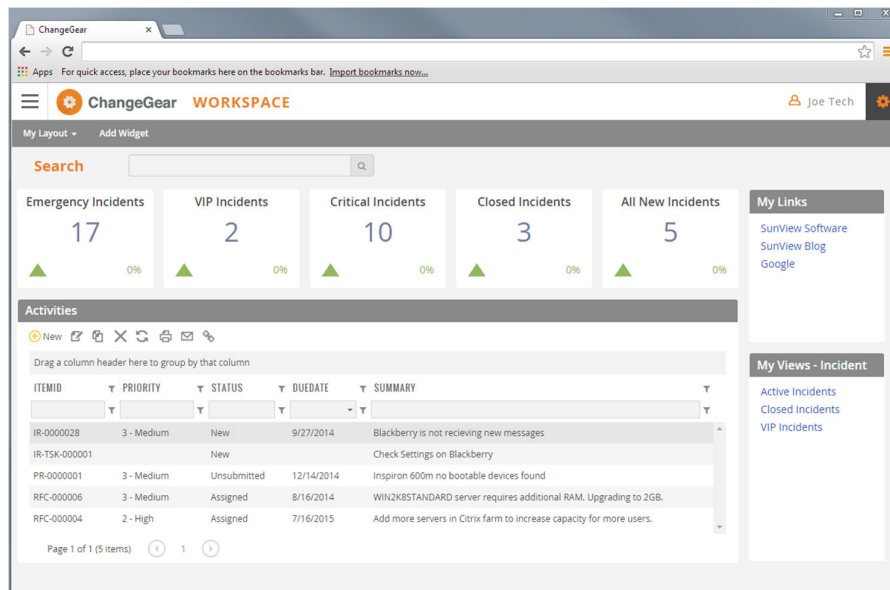 ChangeGear
Apps For quick access, place your bookmarks here on the bookmarks bar. Import bookmarks now...
ChangeGear WORKSPACE Joe Tech
My Layout Add Widget
Search
Emergency Incidents VIP Incidents Critical Incidents Closed Incidents All New Incidents
17 2 10 3 5
0% 0% 0% 0% 0%
My Links
SunView Software
SunView Blog
Google
Activities
New
Drag a column header here to group by that column
ITEMID PRIORITY STATUS DUEDATE SUMMARY
IR-0000028 3 - Medium New 9/27/2014 Blackberry is not recieving new messages
IR-TSK-000001 New Check Settings on Blackberry
PR-0000001 3 - Medium Unsubmitted 12/14/2014 Inspiron 600m no bootable devices found
RFC-000006 3 - Medium Assigned 8/16/2014 WIN2K8STANDARD server requires additional RAM. Upgrading to 2GB.
RFC-000004 2 - High Assigned 7/16/2015 Add more servers in Citrix farm to increase capacity for more users.
Page 1 of 1 (5 items) 1
My Views - Incident
Active Incidents
Closed Incidents
VIP Incidents